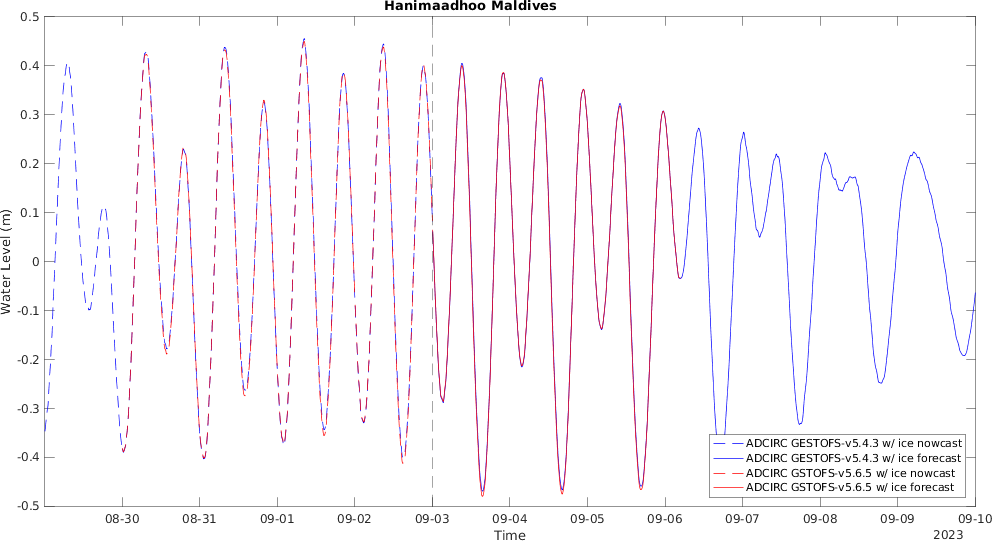 Hanimaadhoo Maldives
0.5
0.4
0.3
0.2
0.1
0
-0.1
-0.2
-0.3
-0.4
-0.5
Water Level (m)
ADCIRC GESTOFS-v5.4.3 w/ ice nowcast
ADCIRC GESTOFS-v5.4.3 w/ ice forecast
ADCIRC GSTOFS-v5.6.5 w/ ice nowcast
ADCIRC GSTOFS-v5.6.5 w/ ice forecast
08-30 08-31 09-01 09-02 09-03 09-04 09-05 09-06 09-07 09-08 09-09 09-10
Time
2023